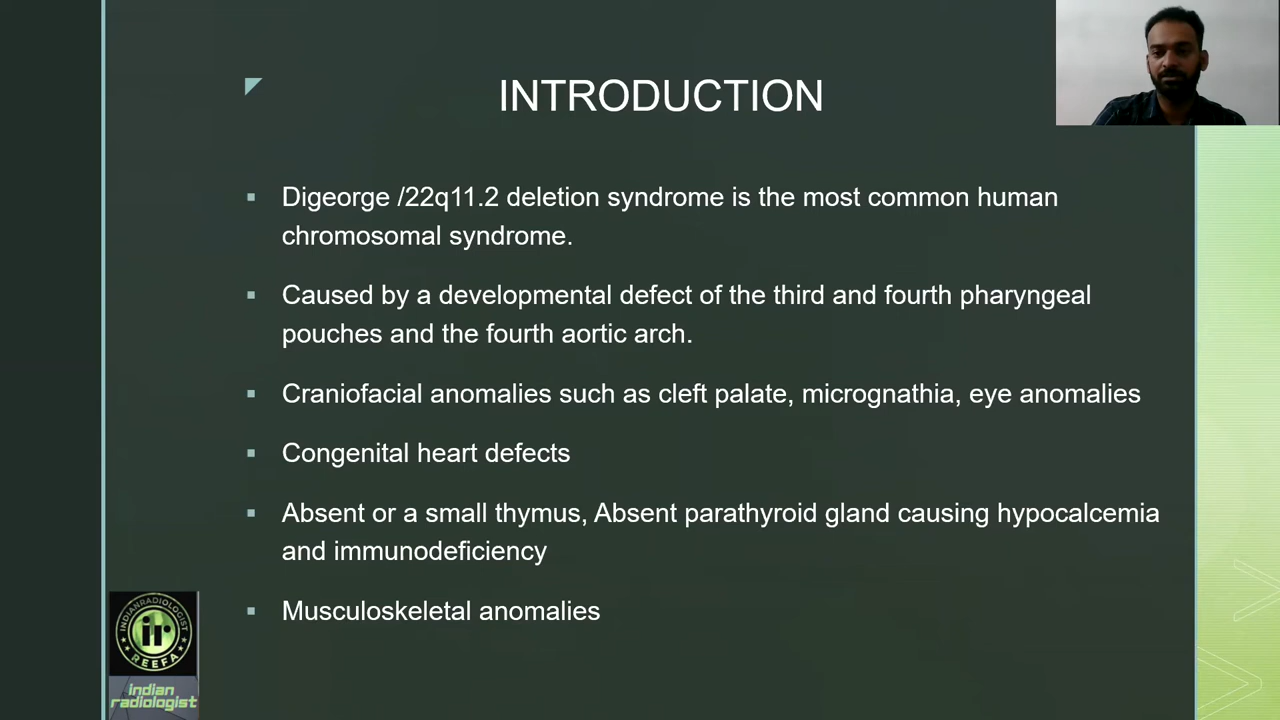 INTRODUCTION
Digeorge /22q11.2 deletion syndrome is the most common human
chromosomal syndrome.
Caused by a developmental defect of the third and fourth pharyngeal
pouches and the fourth aortic arch.
Craniofacial anomalies such as cleft palate, micrognathia, eye anomalies
Congenital heart defects
Absent or a small thymus, Absent parathyroid gland causing hypocalcemia
and immunodeficiency
Musculoskeletal anomalies
INDIANRADIOLOGIST
ir
REEFA
indian
radiologist